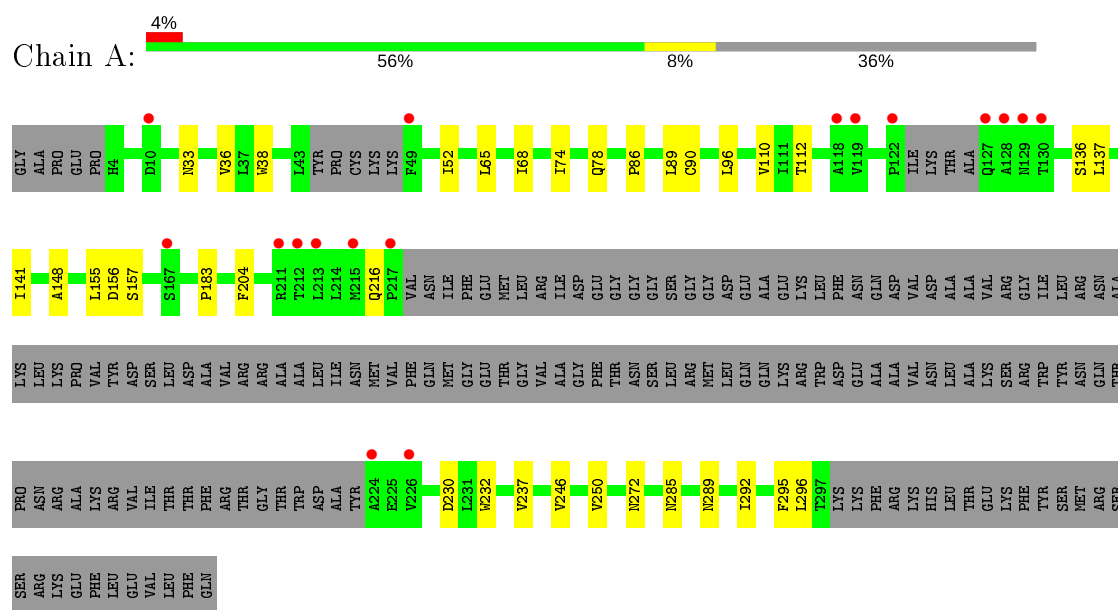 4%
Chain A:
56% 8% 36%
GLY ALA PRO GLU PRO H4 D10 N33 V36 L37 W38 L43 TYR PRO CYS LYS LYS F49 I52 L65 I68 I74 Q78 P86 L89 C90 L96 V110 I111 T112 A118 V119 P122 ILE LYS THR ALA Q127 A128 N129 T130 S136 L137
I141 A148 L155 D156 S157 S167 P183 F204 R211 T212 L213 L214 M215 Q216 P217 VAL ASN ILE PHE GLU MET LEU ARG ILE ASP GLU GLY GLY GLY SER GLY GLY ASP GLU ALA GLU LYS LEU PHE ASN GLN ASP VAL ASP ALA ALA VAL ARG GLY ILE LEU ARG ASN ALA
LYS LEU LYS PRO VAL TYR ASP SER LEU ASP ALA VAL ARG ARG ALA ALA LEU ILE ASN MET VAL PHE GLN MET GLY GLU THR GLY VAL ALA GLY PHE THR ASN SER LEU ARG MET LEU GLN GLN LYS ARG TRP ASP GLU ALA ALA VAL ASN LEU ALA LYS SER ARG TRP TYR ASN GLN THR
PRO ASN ARG ALA LYS ARG VAL ILE THR THR PHE ARG THR GLY THR TRP ASP ALA TYR A224 E225 V226 D230 L231 W232 V237 V246 V250 N272 N285 N289 I292 F295 L296 T297 LYS LYS PHE ARG LYS HIS LEU THR GLU LYS PHE TYR SER MET ARG SER
SER ARG LYS GLU PHE LEU GLU VAL LEU PHE GLN